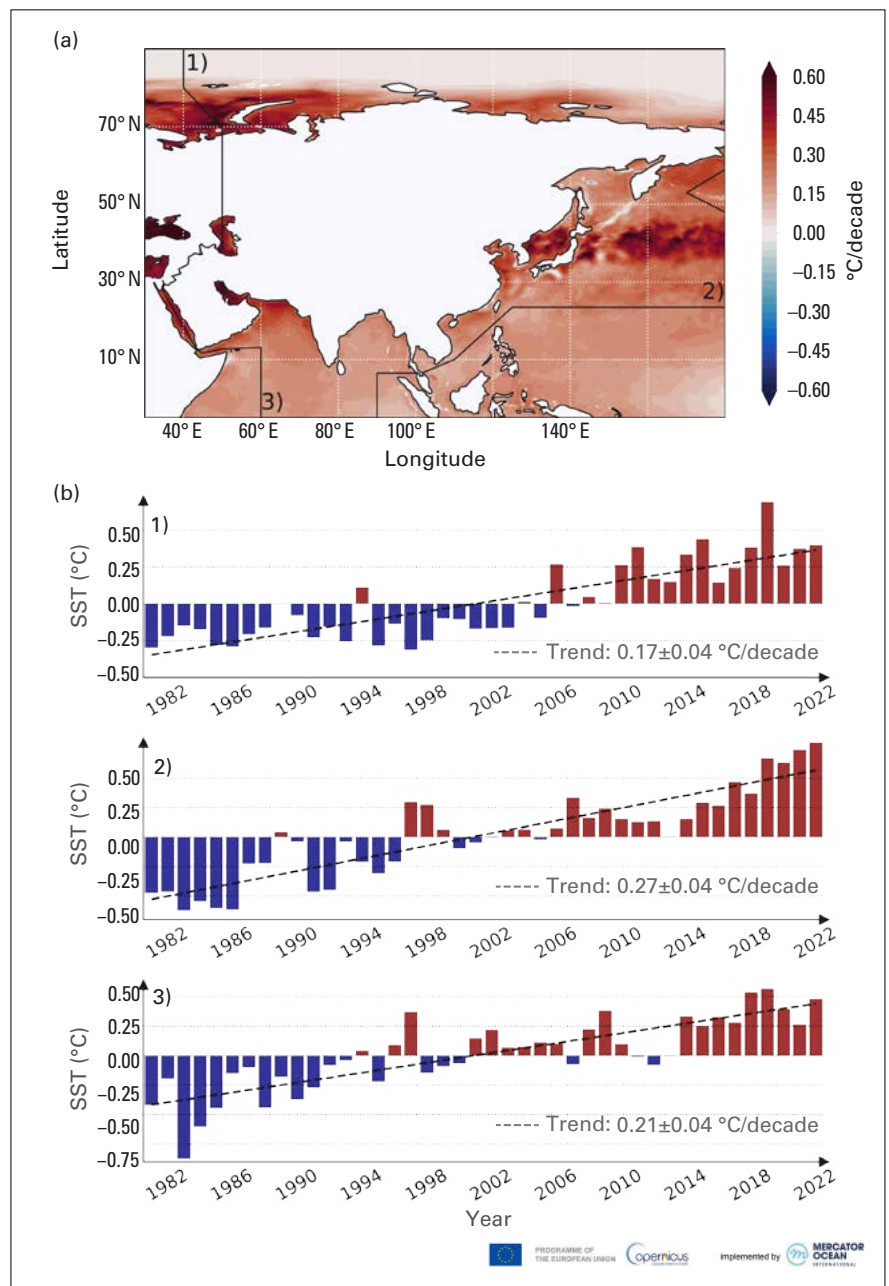 (a)
1)
2)
3)
70° N
50° N
30° N
10° N
Latitude
40° E
60° E
80° E
100° E
140° E
Longitude
0.60
0.45
0.30
0.15
0.00
−0.15
−0.30
−0.45
−0.60
°C/decade
(b)
1)
SST (°C)
0.50
0.25
0.00
−0.25
−0.50
Trend: 0.17±0.04 °C/decade
1982
1986
1990
1994
1998
2002
2006
2010
2014
2018
2022
2)
SST (°C)
0.50
0.25
0.00
−0.25
−0.50
Trend: 0.27±0.04 °C/decade
1982
1986
1990
1994
1998
2002
2006
2010
2014
2018
2022
3)
SST (°C)
0.50
0.25
0.00
−0.25
−0.50
−0.75
Trend: 0.21±0.04 °C/decade
1982
1986
1990
1994
1998
2002
2006
2010
2014
2018
2022
Year
PROGRAMME OF
THE EUROPEAN UNION
opernicus
implemented by
MERCATOR
OCEAN
INTERNATIONAL